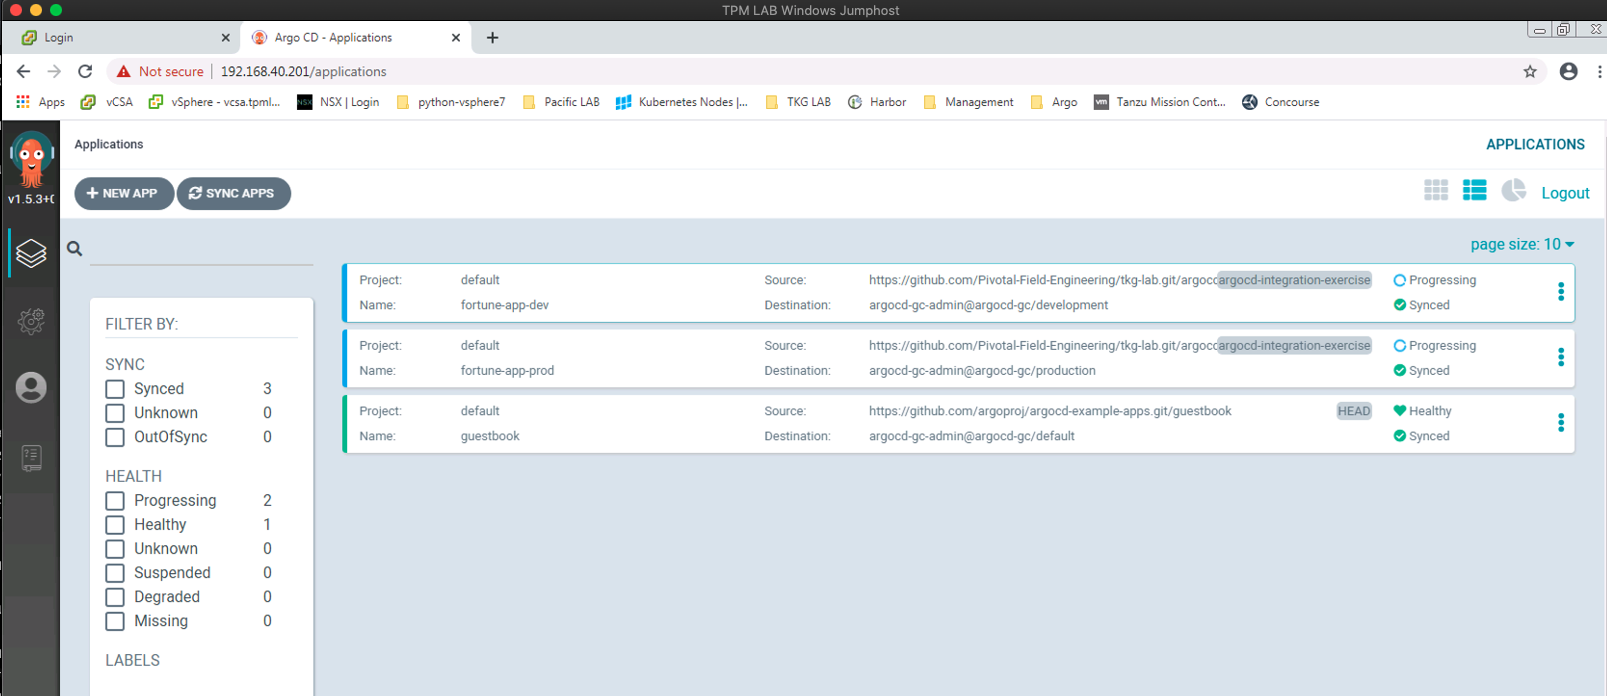 TPM LAB Windows Jumphost
Login
Argo CD - Applications
Not secure
192.168.40.201/applications
Apps
vCSA
vSphere - vcsa.tpml...
NSX
NSX | Login
python-vsphere7
Pacific LAB
Kubernetes Nodes |...
TKG LAB
Harbor
Management
Argo
vm
Tanzu Mission Cont...
Concourse
v1.5.3+0
Applications
APPLICATIONS
+ NEW APP
SYNC APPS
Logout
page size: 10
FILTER BY:
SYNC
Synced 3
Unknown 0
OutOfSync 0
HEALTH
Progressing 2
Healthy 1
Unknown 0
Suspended 0
Degraded 0
Missing 0
LABELS
Project: default Source: https://github.com/Pivotal-Field-Engineering/tkg-lab.git/argocd argocd-integration-exercise Progressing
Name: fortune-app-dev Destination: argocd-gc-admin@argocd-gc/development Synced
Project: default Source: https://github.com/Pivotal-Field-Engineering/tkg-lab.git/argocd argocd-integration-exercise Progressing
Name: fortune-app-prod Destination: argocd-gc-admin@argocd-gc/production Synced
Project: default Source: https://github.com/argoproj/argocd-example-apps.git/guestbook HEAD Healthy
Name: guestbook Destination: argocd-gc-admin@argocd-gc/default Synced